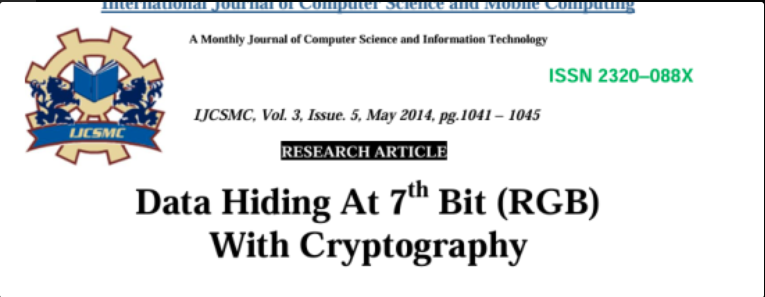 International Journal of Computer Science and Mobile Computing
A Monthly Journal of Computer Science and Information Technology
ISSN 2320–088X
IJCSMC
IJCSMC, Vol. 3, Issue. 5, May 2014, pg.1041 – 1045
RESEARCH ARTICLE
Data Hiding At 7th Bit (RGB)
With Cryptography